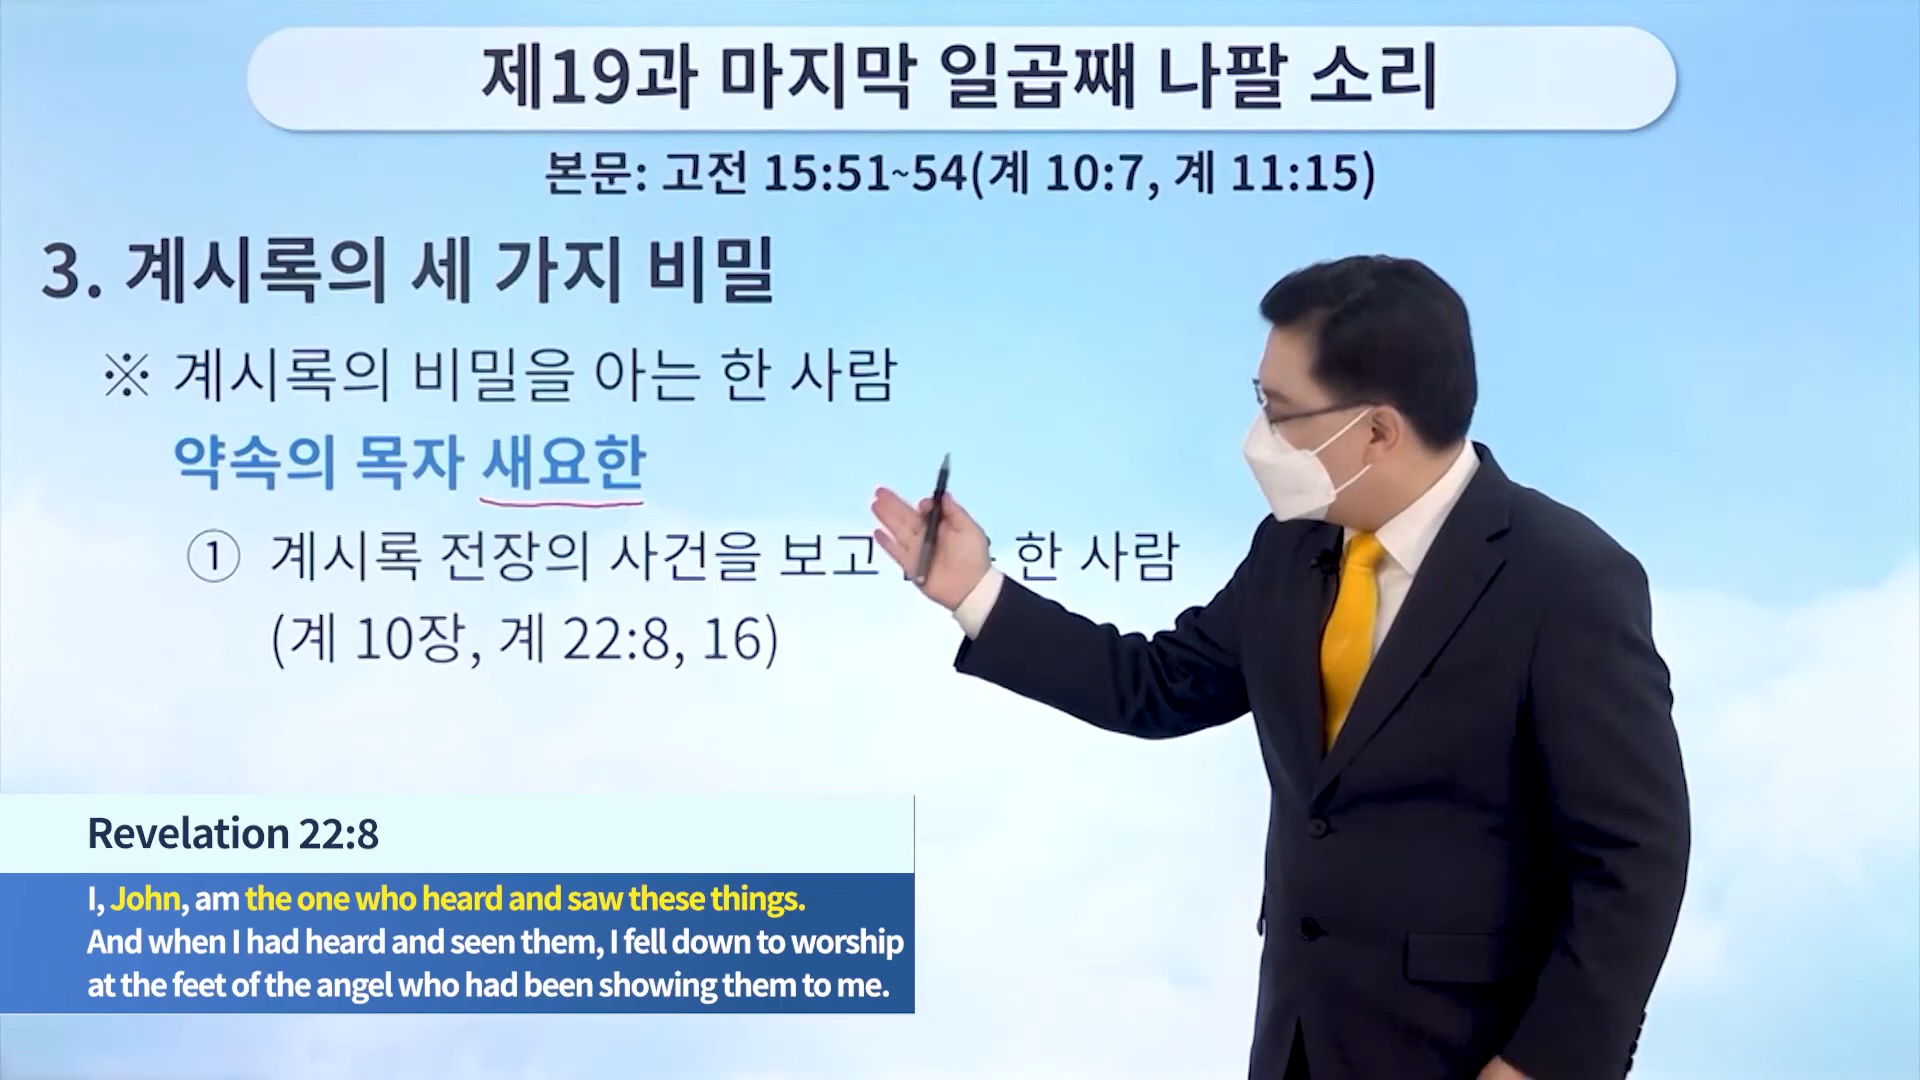 제19과 마지막 일곱째 나팔 소리
본문: 고전 15:51~54(계 10:7, 계 11:15)
3. 계시록의 세 가지 비밀
※ 계시록의 비밀을 아는 한 사람
약속의 목자 새요한
① 계시록 전장의 사건을 보고 한 사람
(계 10장, 계 22:8, 16)
Revelation 22:8
I, John, am the one who heard and saw these things.
And when I had heard and seen them, I fell down to worship
at the feet of the angel who had been showing them to me.